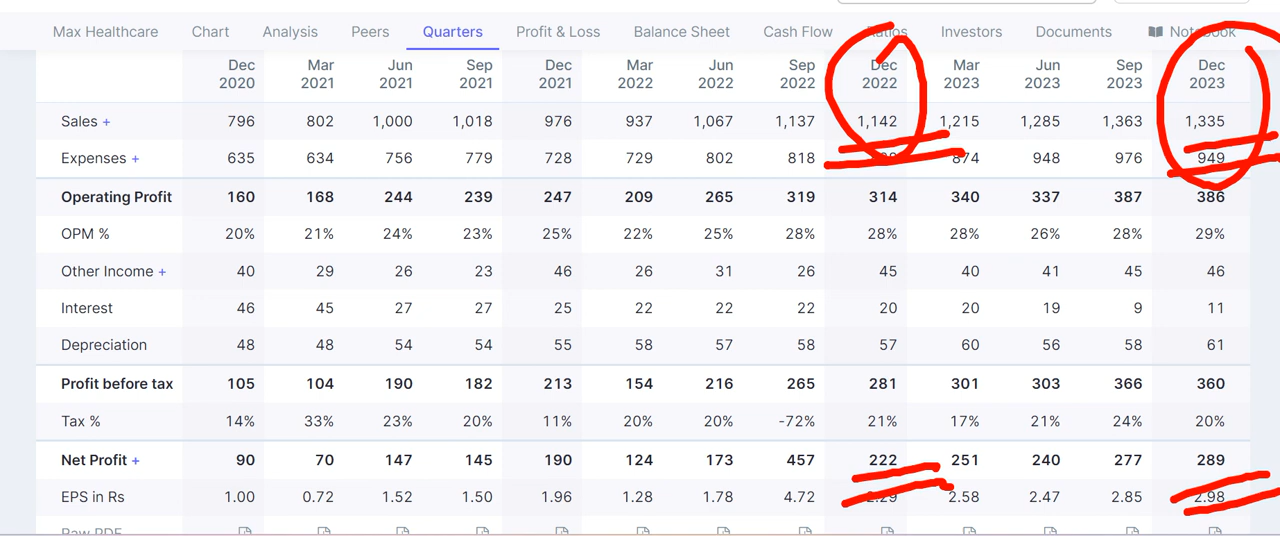 Max Healthcare Chart Analysis Peers Quarters Profit & Loss Balance Sheet Cash Flow Ratios Investors Documents Notebook
Dec 2020 Mar 2021 Jun 2021 Sep 2021 Dec 2021 Mar 2022 Jun 2022 Sep 2022 Dec 2022 Mar 2023 Jun 2023 Sep 2023 Dec 2023
Sales + 796 802 1,000 1,018 976 937 1,067 1,137 1,142 1,215 1,285 1,363 1,335
Expenses + 635 634 756 779 728 729 802 818 874 948 976 949
Operating Profit 160 168 244 239 247 209 265 319 314 340 337 387 386
OPM % 20% 21% 24% 23% 25% 22% 25% 28% 28% 28% 26% 28% 29%
Other Income + 40 29 26 23 46 26 31 26 45 40 41 45 46
Interest 46 45 27 27 25 22 22 22 20 20 19 9 11
Depreciation 48 48 54 54 55 58 57 58 57 60 56 58 61
Profit before tax 105 104 190 182 213 154 216 265 281 301 303 366 360
Tax % 14% 33% 23% 20% 11% 20% 20% -72% 21% 17% 21% 24% 20%
Net Profit + 90 70 147 145 190 124 173 457 222 251 240 277 289
EPS in Rs 1.00 0.72 1.52 1.50 1.96 1.28 1.78 4.72 2.29 2.58 2.47 2.85 2.98
Raw PDF